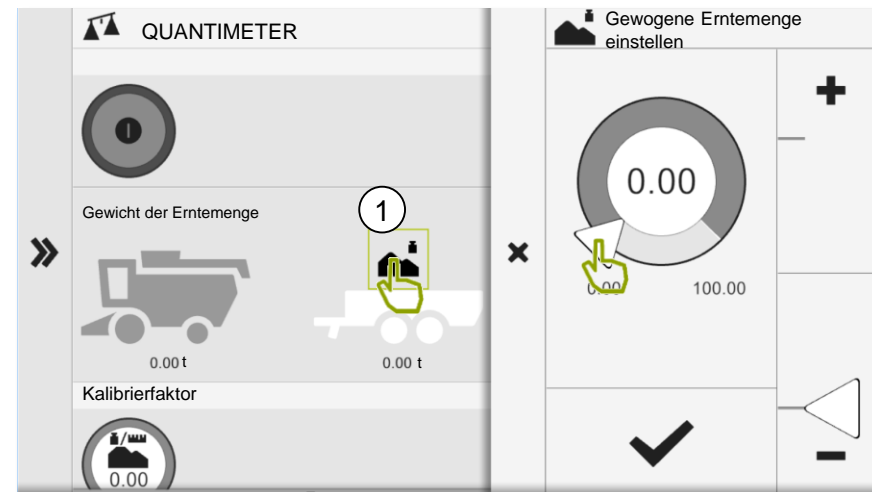 QUANTIMETER
Gewicht der Erntemenge
1
0.00 t
0.00 t
Kalibrierfaktor
0.00
Gewogene Erntemenge
einstellen
0.00
0.00
100.00